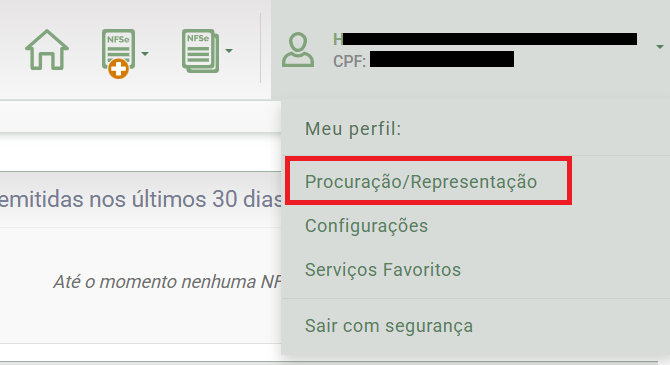 NFSe
NFSe
H
CPF:
Meu perfil:
Procuração/Representação
emitidas nos últimos 30 dias
Configurações
Serviços Favoritos
Até o momento nenhuma NF
Sair com segurança